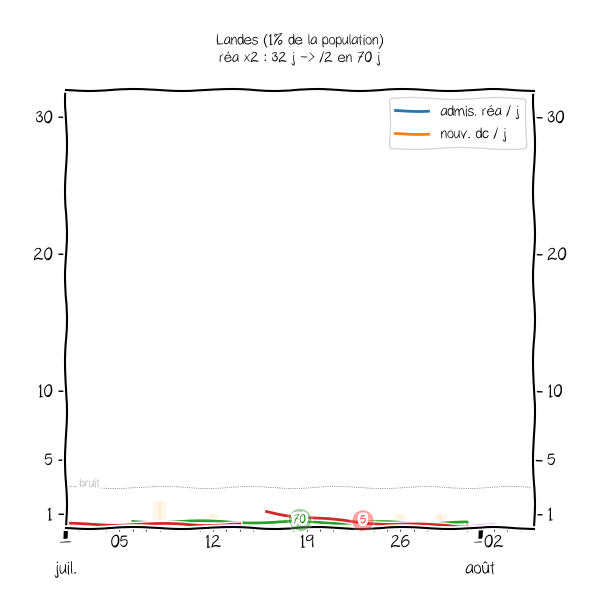 Landes (1% de la population)
réa x2 : 32 j -> /2 en 70 j
admis. réa / j
nouv. dc / j
30
30
20
20
10
10
5
5
bruit
1
1
70
5
05
12
19
26
02
juil.
août